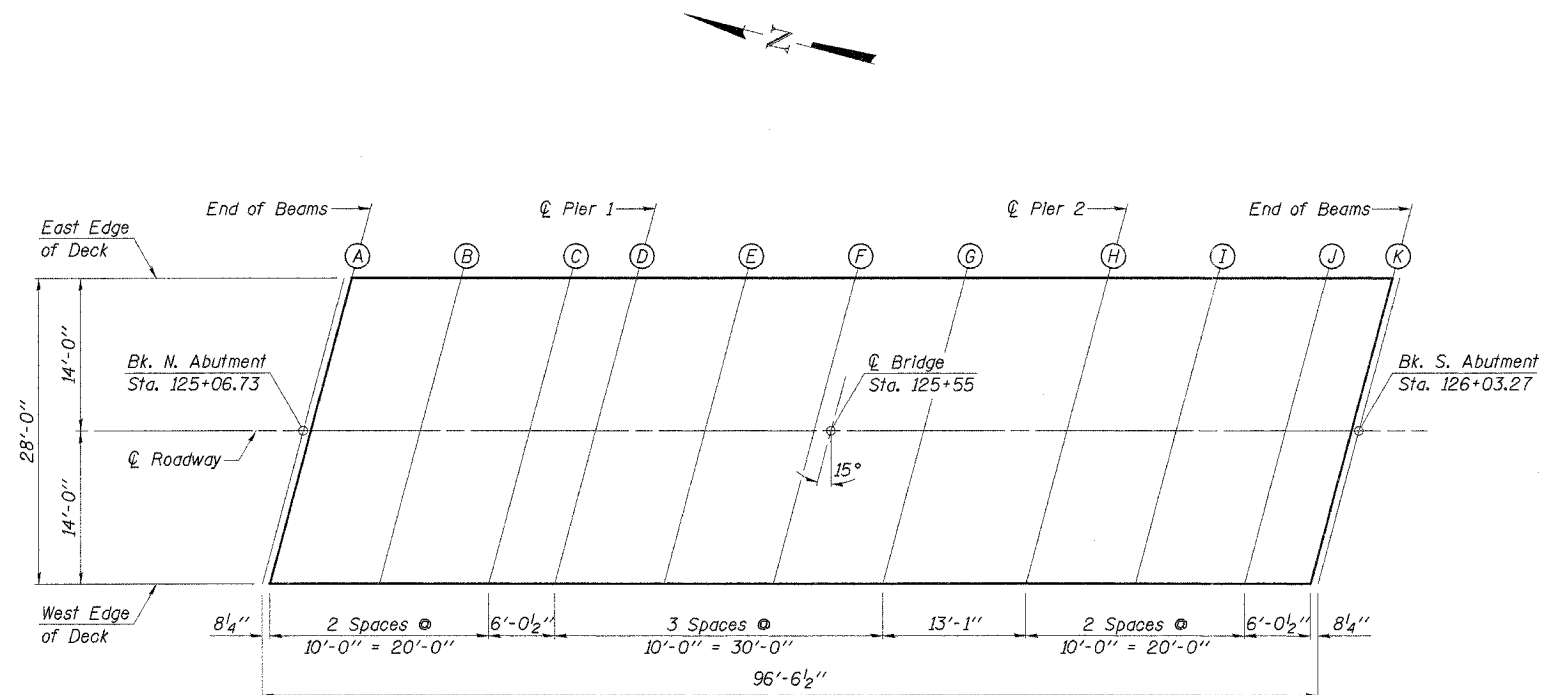 N
End of Beams
℄ Pier 1
℄ Pier 2
End of Beams
East Edge
of Deck
A B C D E F G H I J K
14'-0"
28'-0"
14'-0"
Bk. N. Abutment
Sta. 125+06.73
℄ Bridge
Sta. 125+55
Bk. S. Abutment
Sta. 126+03.27
℄ Roadway
15°
West Edge
of Deck
8¼"
2 Spaces @
10'-0" = 20'-0"
6'-0½"
3 Spaces @
10'-0" = 30'-0"
13'-1"
2 Spaces @
10'-0" = 20'-0"
6'-0½"
8¼"
96'-6½"